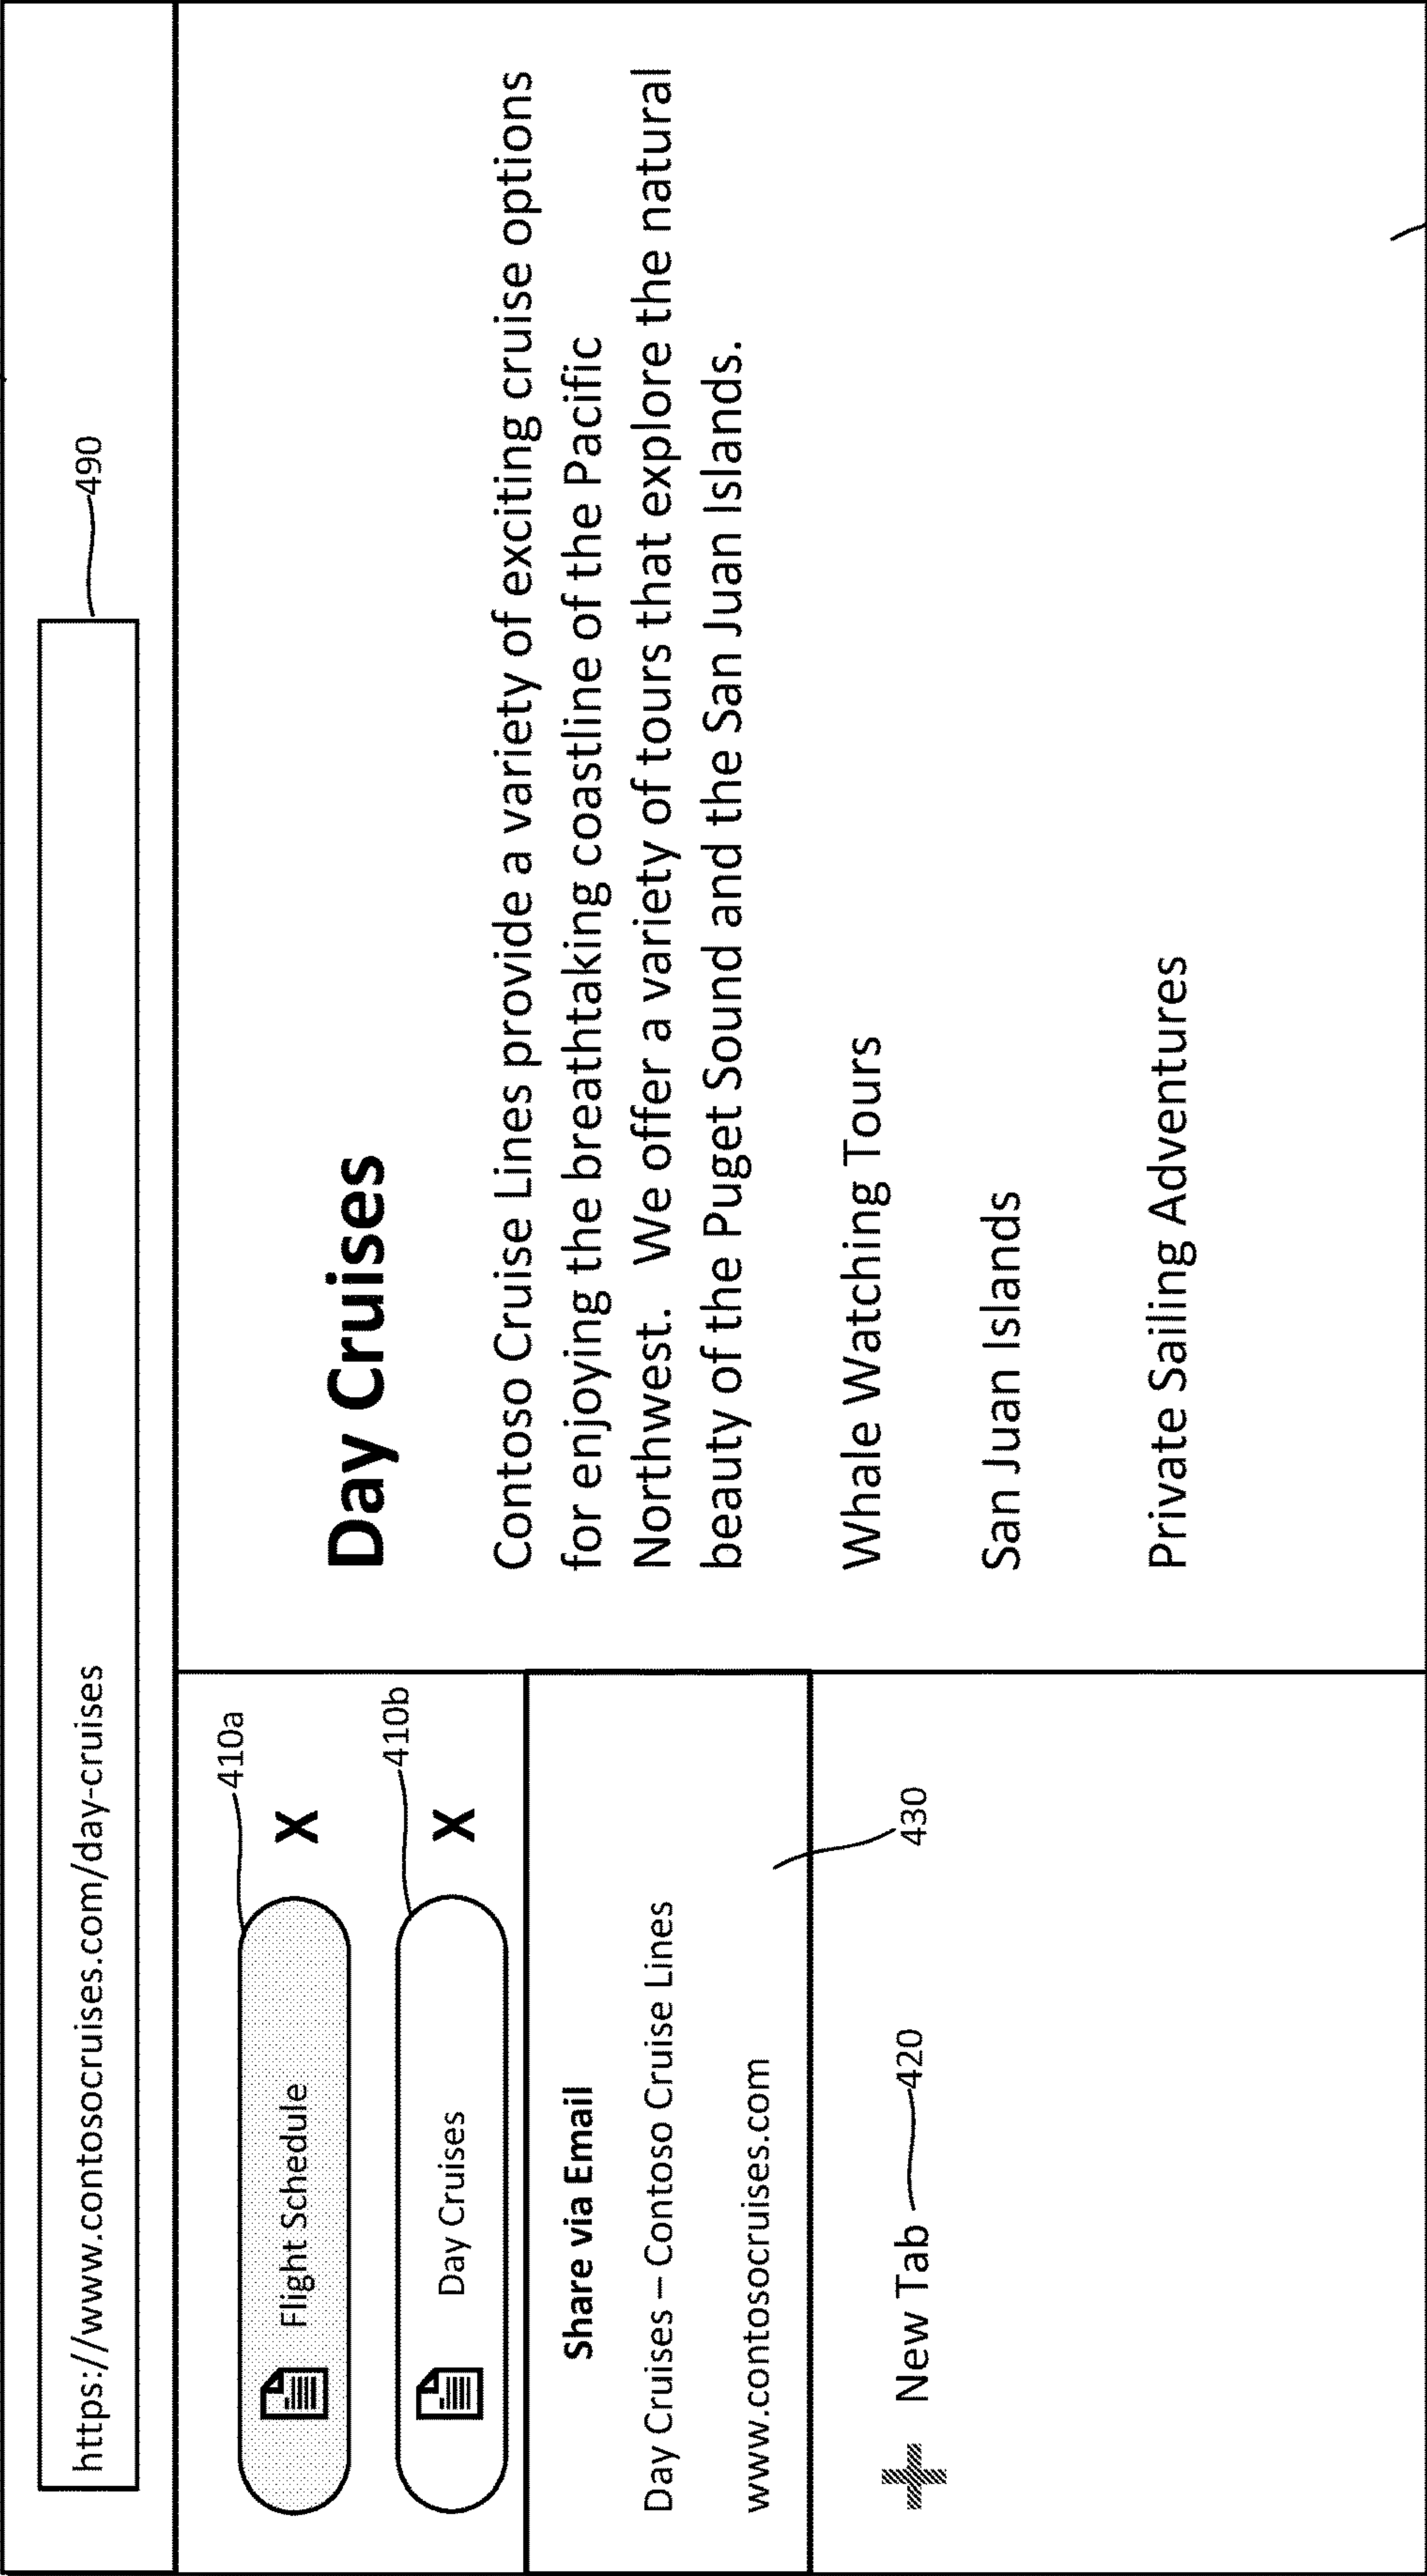 https://www.contosocruises.com/day-cruises
490
410a
Flight Schedule
X
410b
Day Cruises
X
Share via Email
Day Cruises – Contoso Cruise Lines
www.contosocruises.com
430
New Tab
420
Day Cruises
Contoso Cruise Lines provide a variety of exciting cruise options
for enjoying the breathtaking coastline of the Pacific
Northwest. We offer a variety of tours that explore the natural
beauty of the Puget Sound and the San Juan Islands.
Whale Watching Tours
San Juan Islands
Private Sailing Adventures